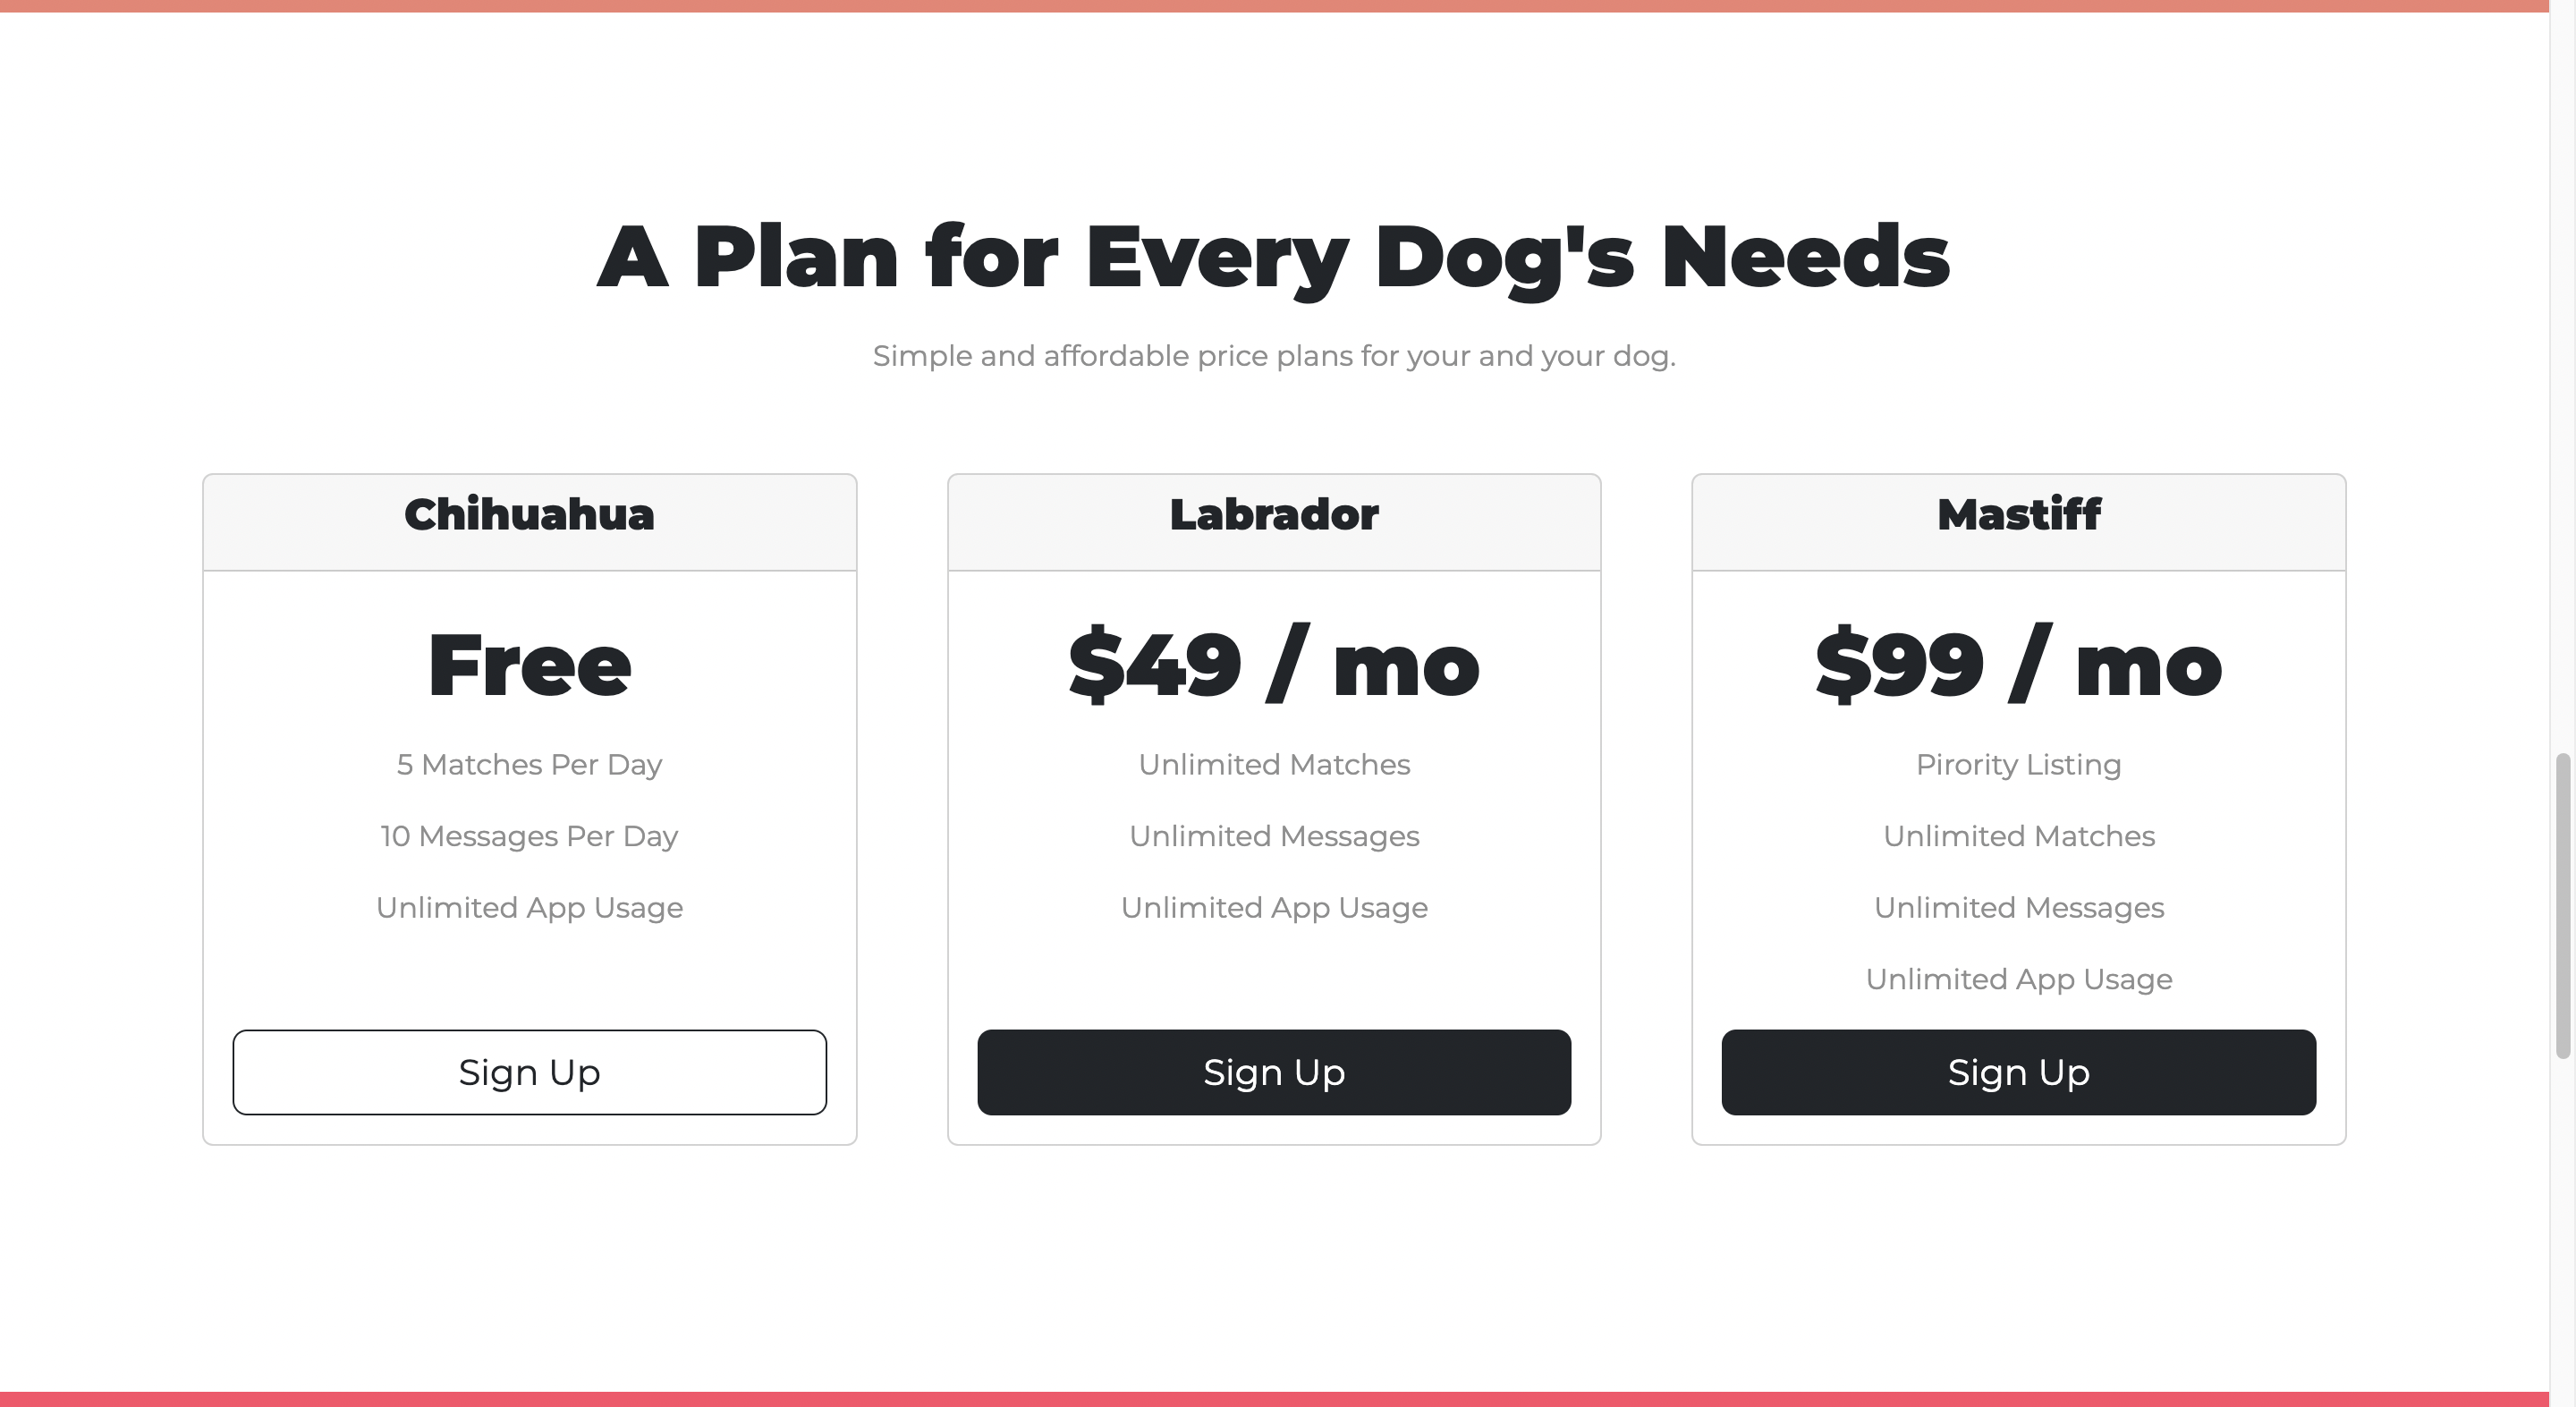 A Plan for Every Dog's Needs
Simple and affordable price plans for your and your dog.
Chihuahua
Free
5 Matches Per Day
10 Messages Per Day
Unlimited App Usage
Sign Up
Labrador
$49 / mo
Unlimited Matches
Unlimited Messages
Unlimited App Usage
Sign Up
Mastiff
$99 / mo
Pirority Listing
Unlimited Matches
Unlimited Messages
Unlimited App Usage
Sign Up